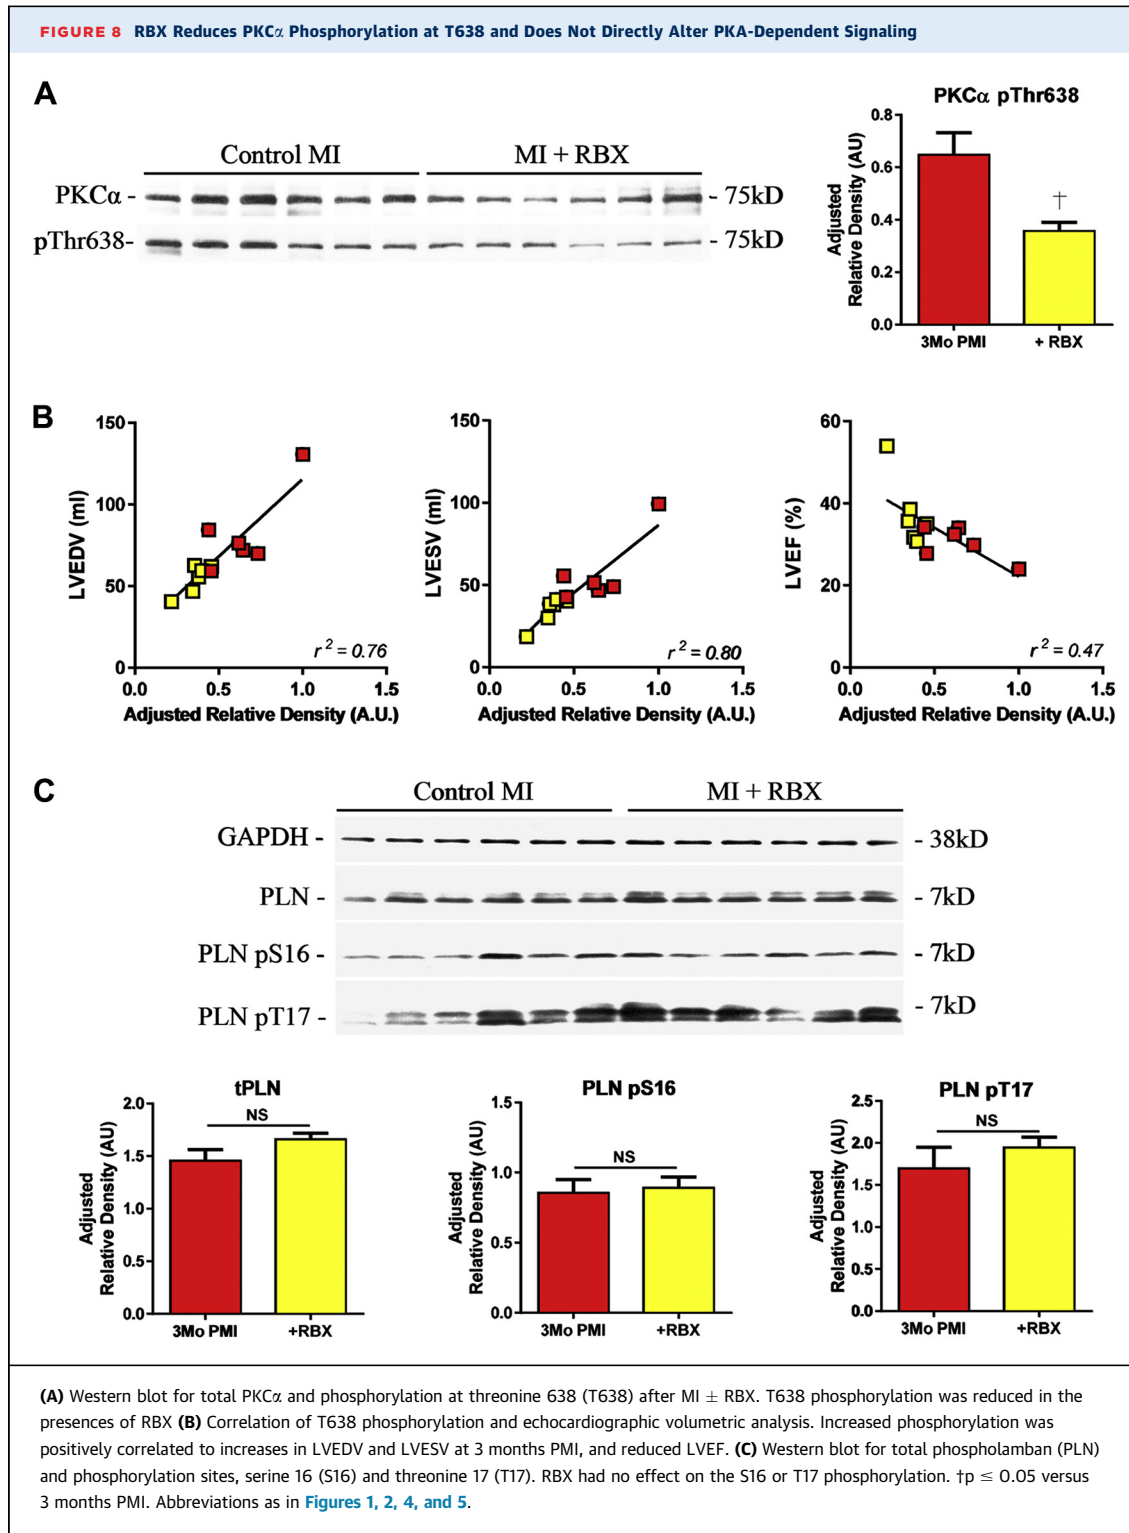 FIGURE 8 RBX Reduces PKCα Phosphorylation at T638 and Does Not Directly Alter PKA-Dependent Signaling
A
Control MI
MI + RBX
PKCα -
- 75kD
pThr638-
- 75kD
PKCα pThr638
Adjusted
Relative Density (AU)
0.8
0.6
0.4
0.2
0.0
†
3Mo PMI
+ RBX
B
LVEDV (ml)
150
100
50
0
r² = 0.76
0.0 0.5 1.0 1.5
Adjusted Relative Density (A.U.)
LVESV (ml)
150
100
50
0
r² = 0.80
0.0 0.5 1.0 1.5
Adjusted Relative Density (A.U.)
LVEF (%)
60
40
20
0
r² = 0.47
0.0 0.5 1.0 1.5
Adjusted Relative Density (A.U.)
C
Control MI
MI + RBX
GAPDH -
- 38kD
PLN -
- 7kD
PLN pS16 -
- 7kD
PLN pT17 -
- 7kD
tPLN
Adjusted
Relative Density (AU)
2.0
1.5
1.0
0.5
0.0
NS
3Mo PMI
+RBX
PLN pS16
Adjusted
Relative Density (AU)
1.5
1.0
0.5
0.0
NS
3Mo PMI
+RBX
PLN pT17
Adjusted
Relative Density (AU)
2.5
2.0
1.5
1.0
0.5
0.0
NS
3Mo PMI
+RBX
(A) Western blot for total PKCα and phosphorylation at threonine 638 (T638) after MI ± RBX. T638 phosphorylation was reduced in the
presences of RBX (B) Correlation of T638 phosphorylation and echocardiographic volumetric analysis. Increased phosphorylation was
positively correlated to increases in LVEDV and LVESV at 3 months PMI, and reduced LVEF. (C) Western blot for total phospholamban (PLN)
and phosphorylation sites, serine 16 (S16) and threonine 17 (T17). RBX had no effect on the S16 or T17 phosphorylation. †p ≤ 0.05 versus
3 months PMI. Abbreviations as in Figures 1, 2, 4, and 5.